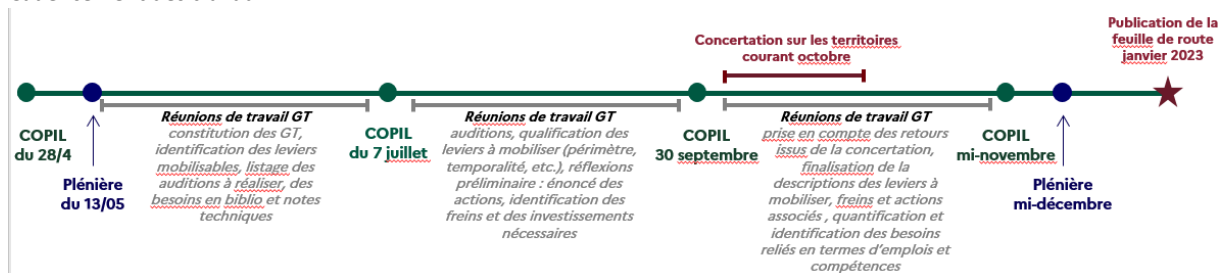 Publication de la
feuille de route
janvier 2023
Concertation sur les territoires
courant octobre
COPIL
du 28/4
Plénière
du 13/05
Réunions de travail GT
constitution des GT,
identification des leviers
mobilisables, listage des
auditions à réaliser, des
besoins en biblio et notes
techniques
COPIL
du 7 juillet
Réunions de travail GT
auditions, qualification des
leviers à mobiliser (périmètre,
temporalité, etc.), réflexions
préliminaire : énoncé des
actions, identification des
freins et des investissements
nécessaires
COPIL
30 septembre
Réunions de travail GT
prise en compte des retours
issus de la concertation,
finalisation de la
descriptions des leviers à
mobiliser, freins et actions
associés , quantification et
identification des besoins
reliés en termes d'emplois et
compétences
COPIL
mi-novembre
Plénière
mi-décembre